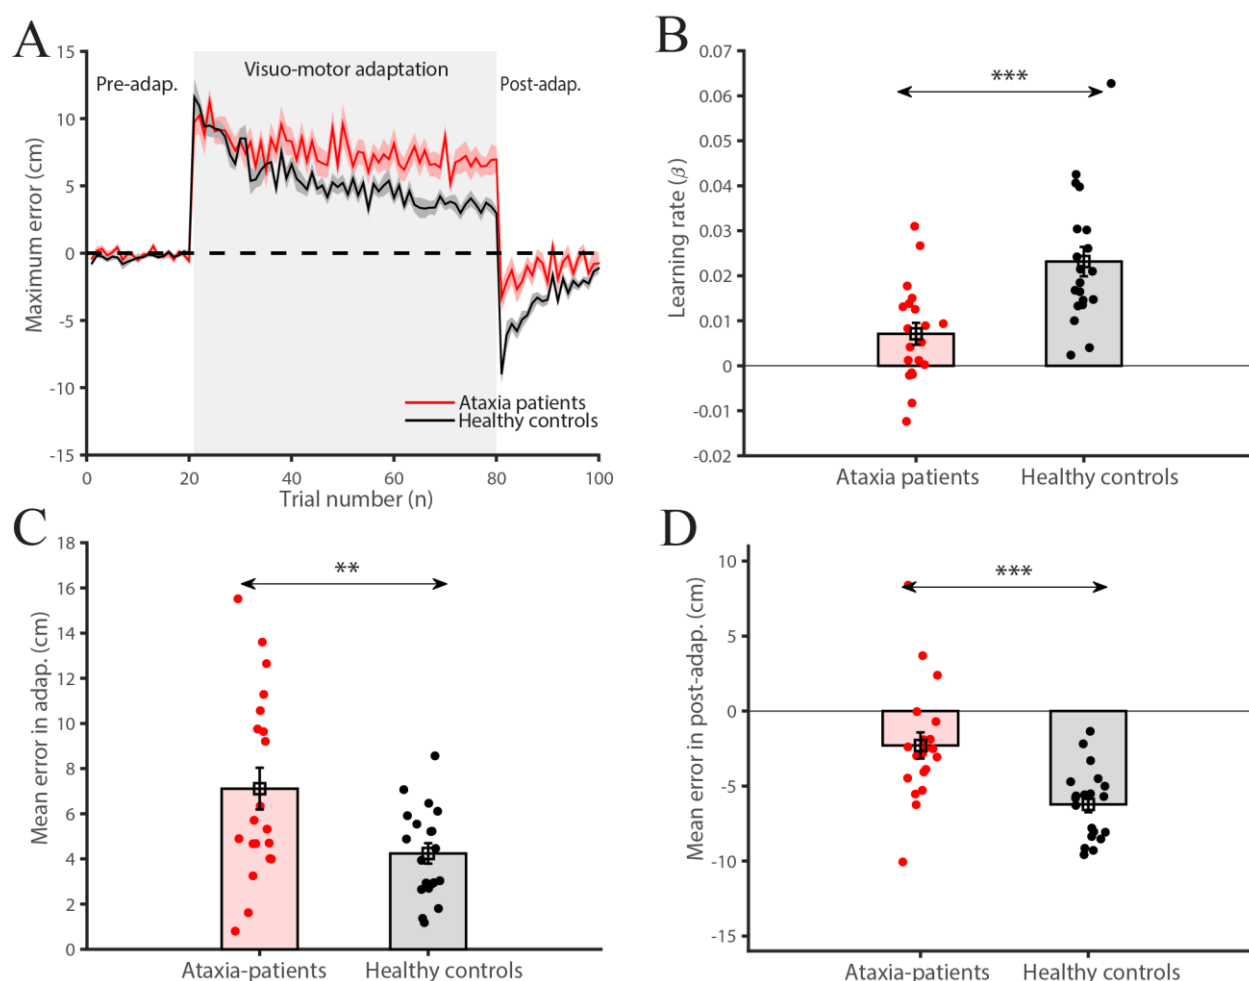 A
15
10
5
0
-5
-10
-15
Maximum error (cm)
Pre-adap.
Visuo-motor adaptation
Post-adap.
Ataxia patients
Healthy controls
0 20 40 60 80 100
Trial number (n)
B
0.07
0.06
0.05
0.04
0.03
0.02
0.01
0
-0.01
-0.02
Learning rate (β)
***
Ataxia patients Healthy controls
C
18
16
14
12
10
8
6
4
2
0
Mean error in adap. (cm)
**
Ataxia-patients Healthy controls
D
10
5
0
-5
-10
-15
Mean error in post-adap. (cm)
***
Ataxia-patients Healthy controls